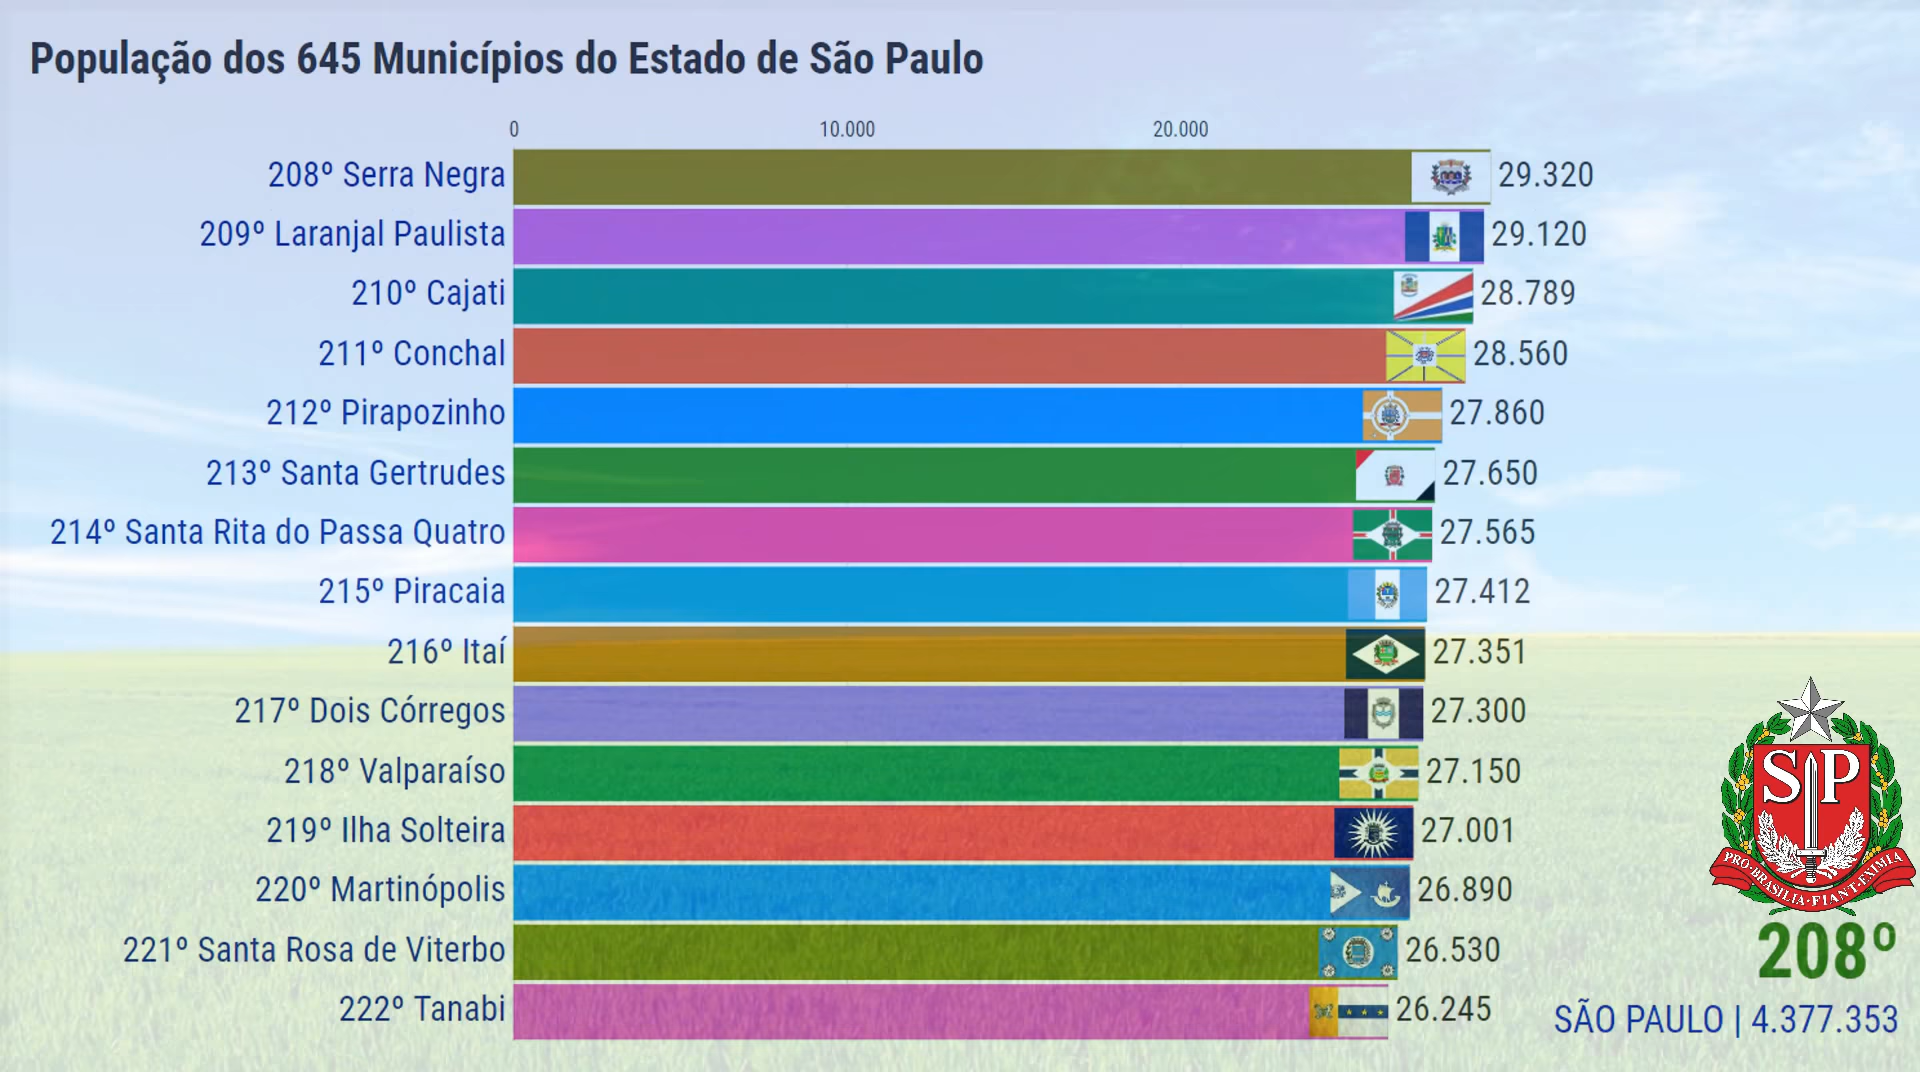 População dos 645 Municípios do Estado de São Paulo
0 10.000 20.000
208º Serra Negra 29.320
209º Laranjal Paulista 29.120
210º Cajati 28.789
211º Conchal 28.560
212º Pirapozinho 27.860
213º Santa Gertrudes 27.650
214º Santa Rita do Passa Quatro 27.565
215º Piracaia 27.412
216º Itaí 27.351
217º Dois Córregos 27.300
218º Valparaíso 27.150
219º Ilha Solteira 27.001
220º Martinópolis 26.890
221º Santa Rosa de Viterbo 26.530
222º Tanabi 26.245
SP
PRO·BRASILIA·FIANT·EXIMIA
208º
SÃO PAULO | 4.377.353